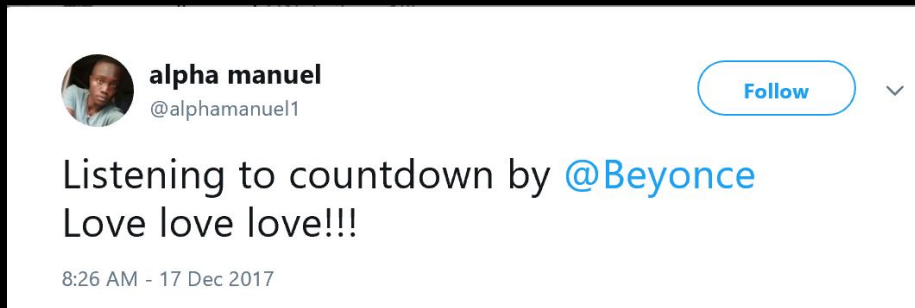 alpha manuel
@alphamanuel1
Follow
Listening to countdown by @Beyonce
Love love love!!!
8:26 AM - 17 Dec 2017